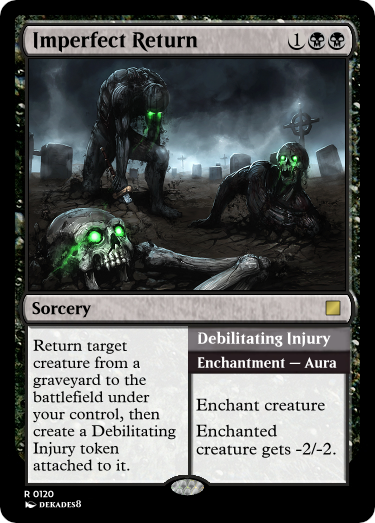 Imperfect Return 1
Sorcery
Return target
creature from a
graveyard to the
battlefield under
your control, then
create a Debilitating
Injury token
attached to it.
Debilitating Injury
Enchantment — Aura
Enchant creature
Enchanted
creature gets -2/-2.
R 0120
DEKADES8